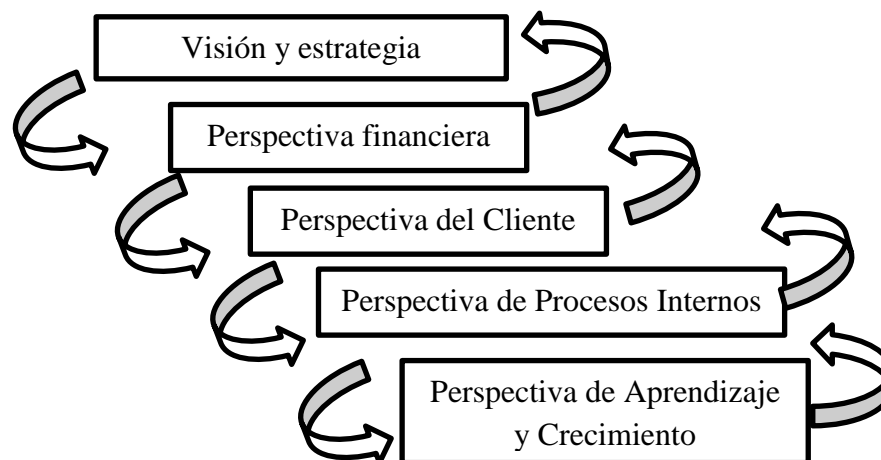 Visión y estrategia
Perspectiva financiera
Perspectiva del Cliente
Perspectiva de Procesos Internos
Perspectiva de Aprendizaje
y Crecimiento